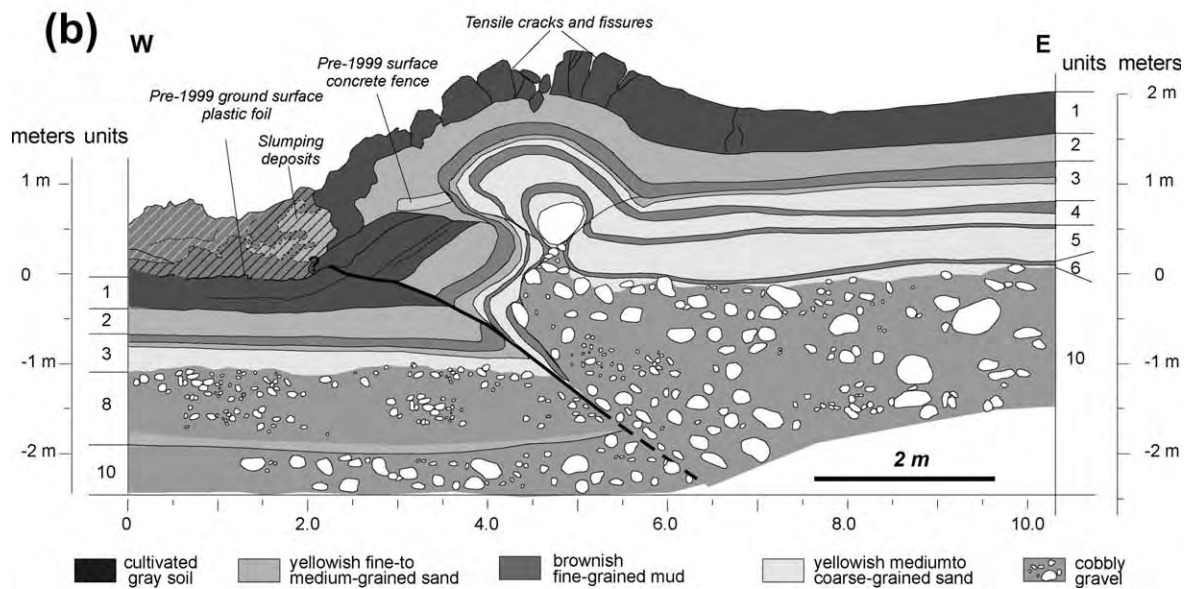 (b)
W
E
Tensile cracks and fissures
Pre-1999 surface
concrete fence
Pre-1999 ground surface
plastic foil
Slumping
deposits
meters units
units meters
1 m
0
-1 m
-2 m
1
2
3
8
10
1
2
3
4
5
6
10
2 m
1 m
0
-1 m
-2 m
?
2 m
0
2.0
4.0
6.0
8.0
10.0
cultivated
gray soil
yellowish fine-to
medium-grained sand
brownish
fine-grained mud
yellowish mediumto
coarse-grained sand
cobbly
gravel